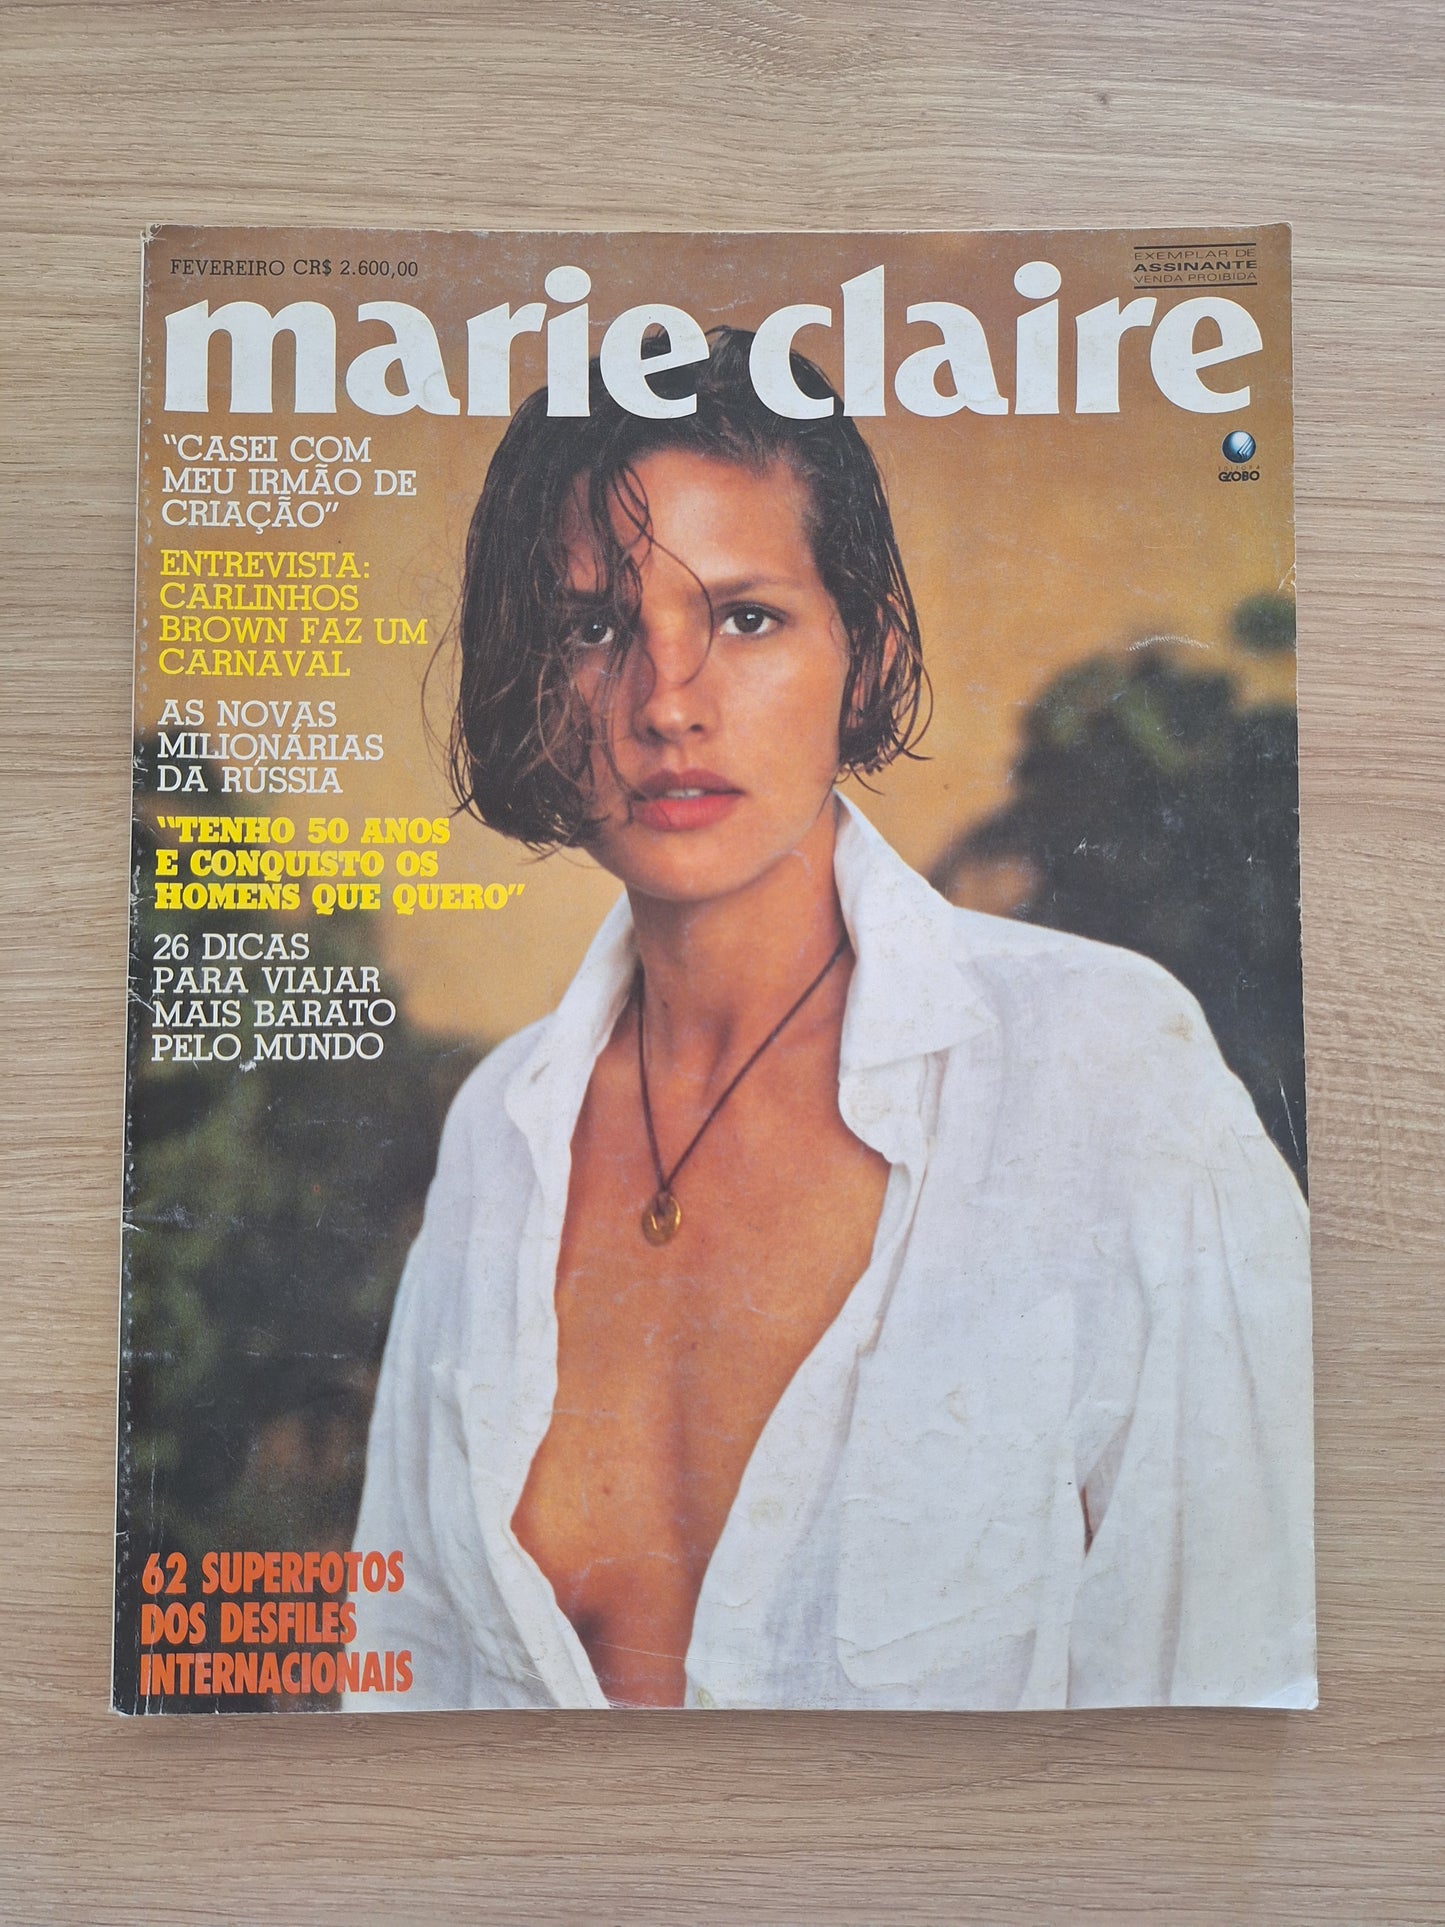 FEVEREIRO CR$ 2.600,00
EXEMPLAR DE
ASSINANTE
VENDA PROIBIDA
marie claire
EDITORA
GLOBO
“CASEI COM
MEU IRMÃO DE
CRIAÇÃO”
ENTREVISTA:
CARLINHOS
BROWN FAZ UM
CARNAVAL
AS NOVAS
MILIONÁRIAS
DA RÚSSIA
“TENHO 50 ANOS
E CONQUISTO OS
HOMENS QUE QUERO”
26 DICAS
PARA VIAJAR
MAIS BARATO
PELO MUNDO
62 SUPERFOTOS
DOS DESFILES
INTERNACIONAIS